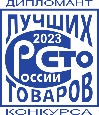 ДИПЛОМАНТ
ЛУЧШИХ
2023
СТО
РОССИИ
ТОВАРОВ
КОНКУРСА